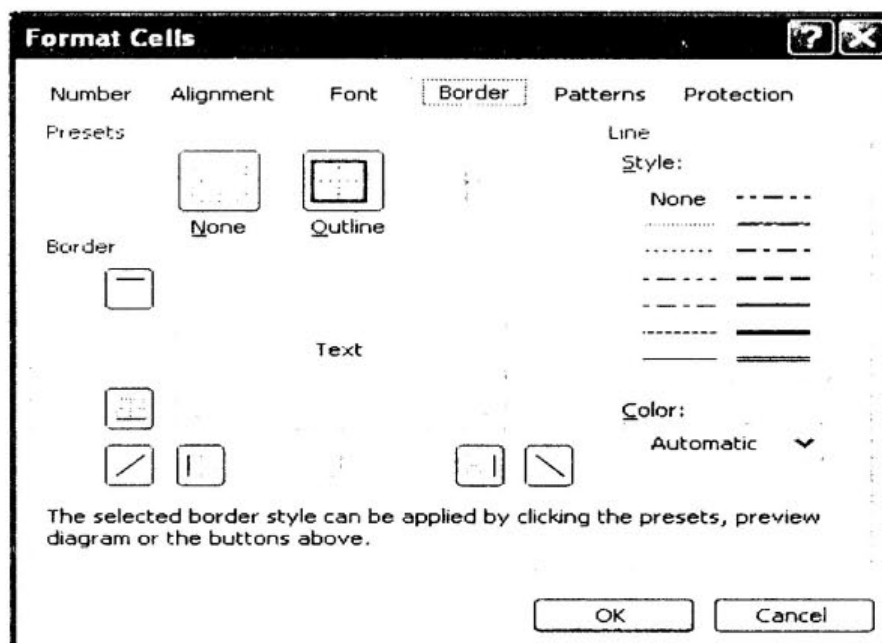 Format Cells
Number Alignment Font Border Patterns Protection
Presets
Line
Style:
None
None Outline
Border
Text
Color:
Automatic
The selected border style can be applied by clicking the presets, preview
diagram or the buttons above.
OK Cancel